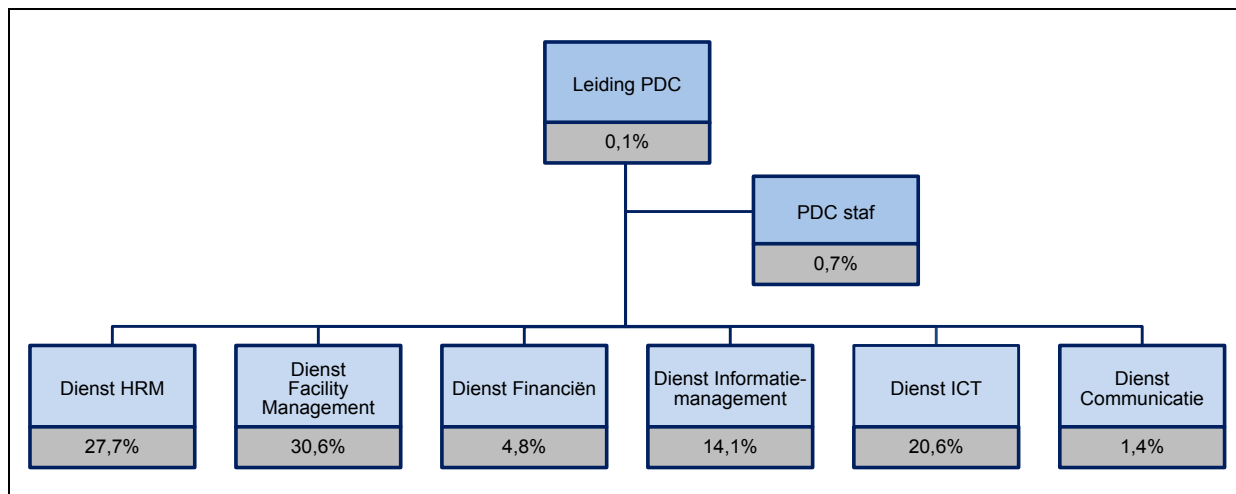 Leiding PDC
0,1%
PDC staf
0,7%
Dienst HRM
27,7%
Dienst
Facility
Management
30,6%
Dienst Financiën
4,8%
Dienst Informatie-
management
14,1%
Dienst ICT
20,6%
Dienst
Communicatie
1,4%